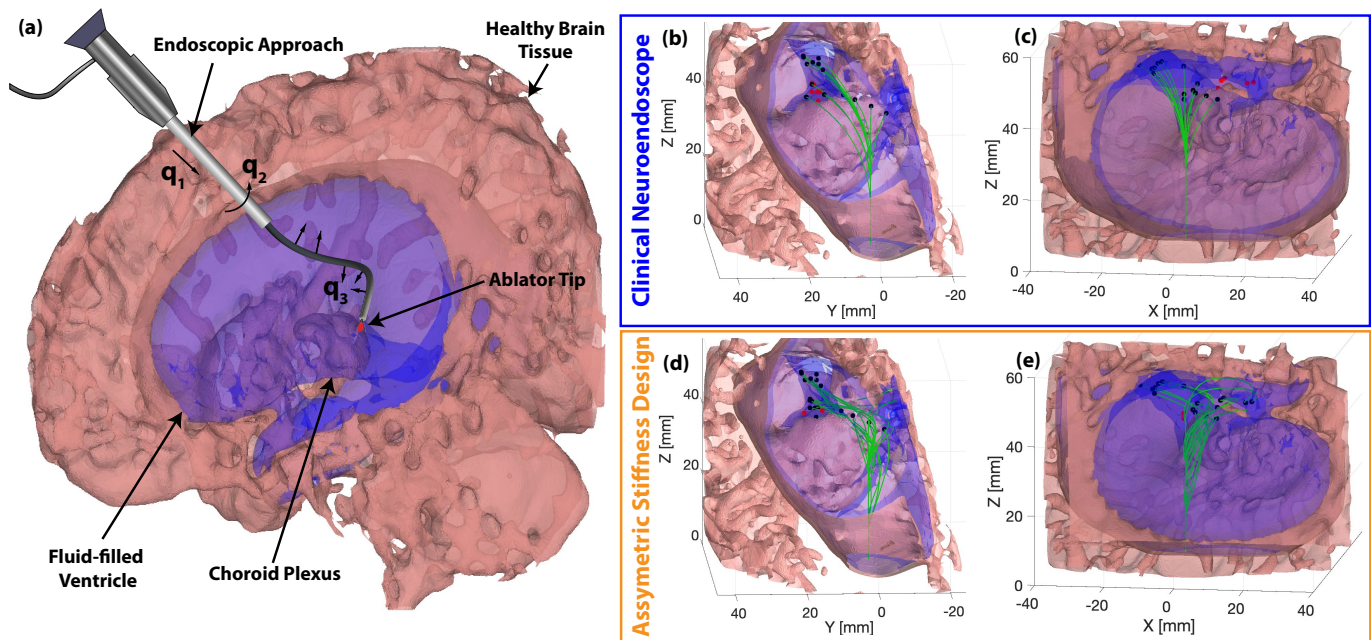 (a)
Endoscopic Approach
Healthy Brain
Tissue
q1
q2
q3
Ablator Tip
Fluid-filled
Ventricle
Choroid Plexus
Clinical Neuroendoscope
(b)
Z [mm]
40
20
0
40
20
0
-20
Y [mm]
(c)
Z [mm]
60
40
20
0
-40
-20
0
20
40
X [mm]
Assymetric Stiffness Design
(d)
Z [mm]
40
20
0
40
20
0
-20
Y [mm]
(e)
Z [mm]
60
40
20
0
-40
-20
0
20
40
X [mm]